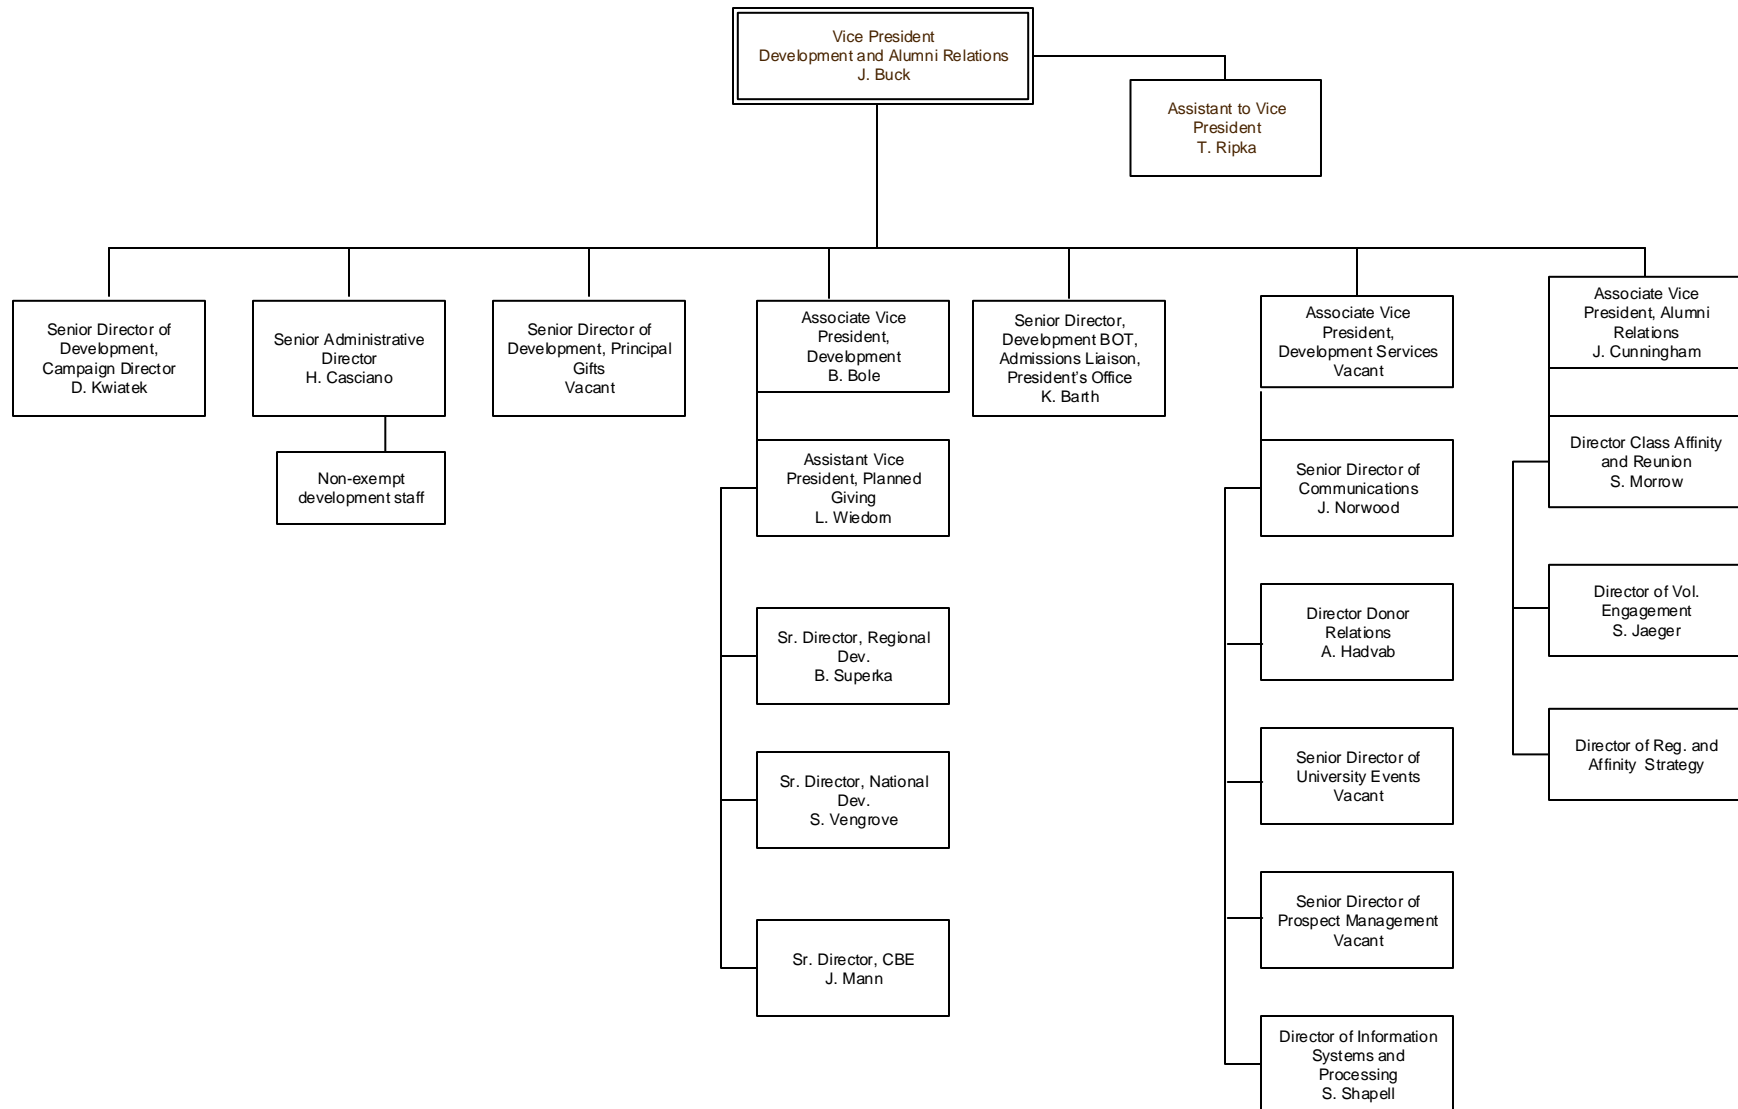 Vice President
Development and Alumni Relations
J. Buck
Assistant to Vice
President
T. Ripka
Senior Director of
Development,
Campaign Director
D. Kwiatek
Senior Administrative
Director
H. Casciano
Non-exempt
development staff
Senior Director of
Development, Principal
Gifts
Vacant
Associate Vice
President,
Development
B. Bole
Assistant Vice
President, Planned
Giving
L. Wiedorn
Sr. Director, Regional
Dev.
B. Superka
Sr. Director, National
Dev.
S. Vengrove
Sr. Director, CBE
J. Mann
Senior Director,
Development BOT,
Admissions Liaison,
President's Office
K. Barth
Associate Vice
President,
Development Services
Vacant
Senior Director of
Communications
J. Norwood
Director Donor
Relations
A. Hadvab
Senior Director of
University Events
Vacant
Senior Director of
Prospect Management
Vacant
Director of Information
Systems and
Processing
S. Shapell
Associate Vice
President, Alumni
Relations
J. Cunningham
Director Class Affinity
and Reunion
S. Morrow
Director of Vol.
Engagement
S. Jaeger
Director of Reg. and
Affinity Strategy